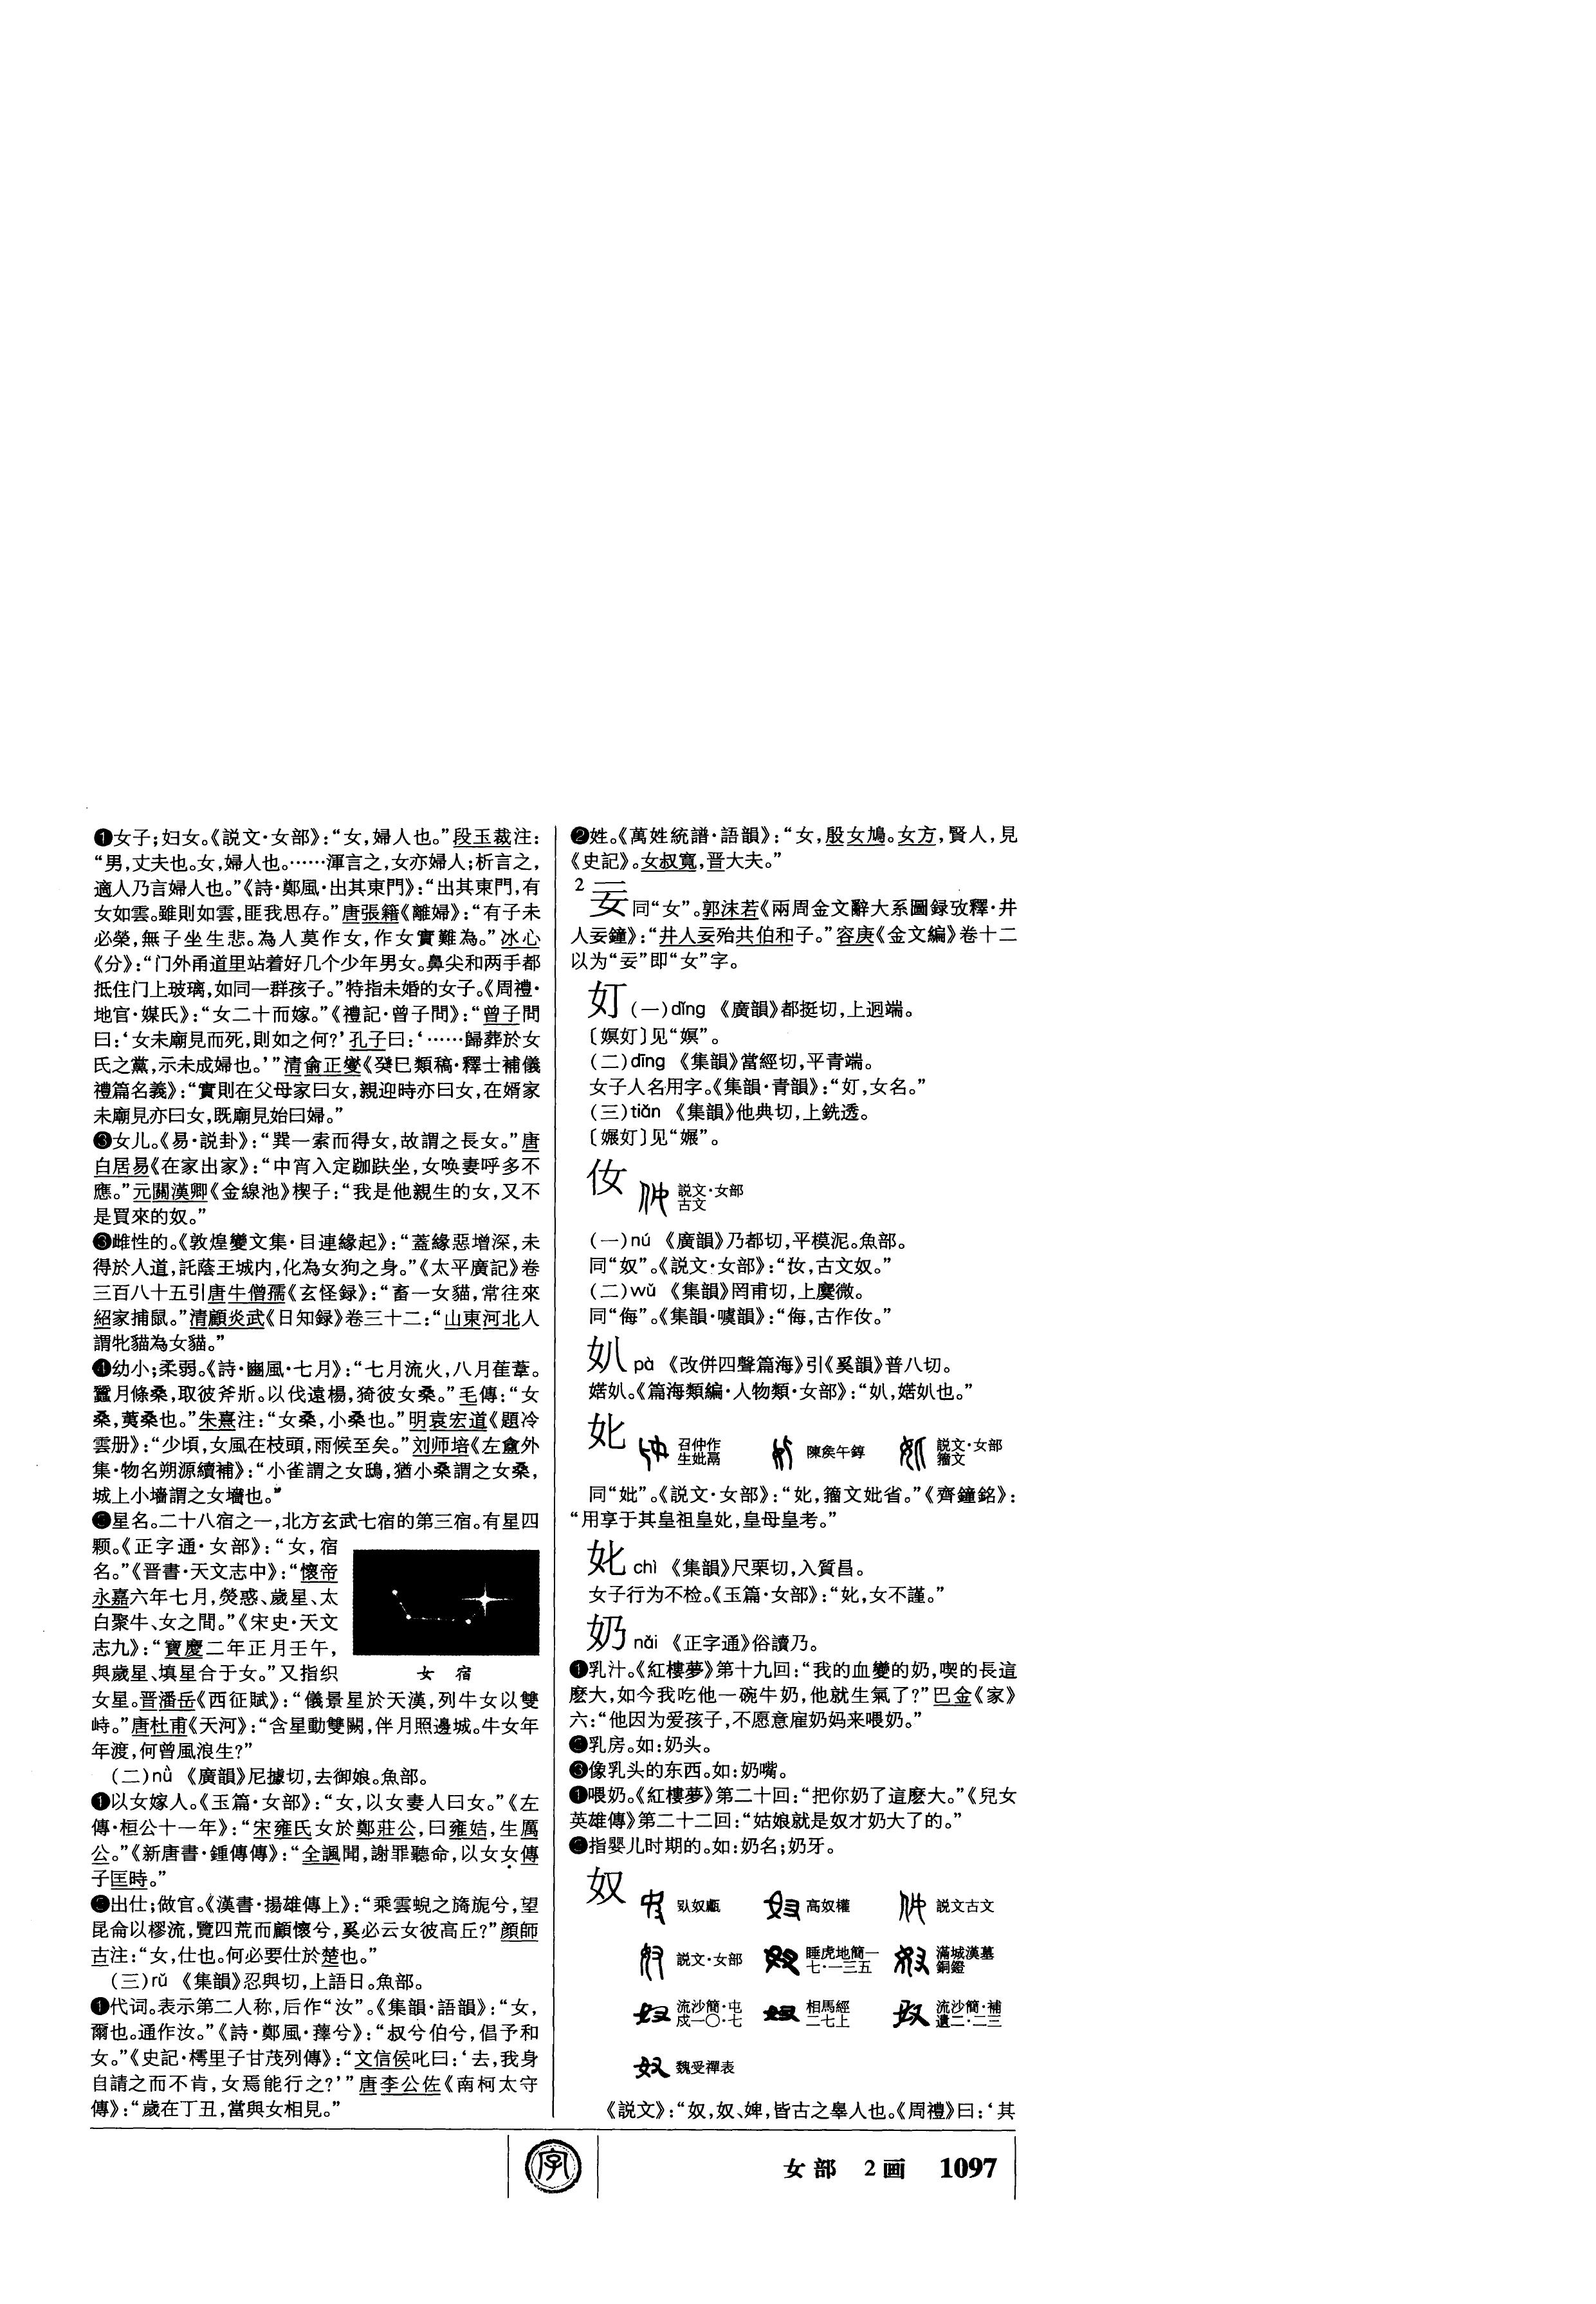 ❶女子;妇女。《説文·女部》:“女,婦人也。”段玉裁注:
“男,丈夫也。女,婦人也。……渾言之,女亦婦人;析言之,
適人乃言婦人也。”《詩·鄭風·出其東門》:“出其東門,有
女如雲。雖則如雲,匪我思存。”唐張籍《離婦》:“有子未
必榮,無子坐生悲。為人莫作女,作女實難為。”冰心
《分》:“门外甬道里站着好几个少年男女。鼻尖和两手都
抵住门上玻璃,如同一群孩子。”特指未婚的女子。《周禮·
地官·媒氏》:“女二十而嫁。”《禮記·曾子問》:“曾子問
曰:‘女未廟見而死,則如之何?’孔子曰:‘……歸葬於女
氏之黨,示未成婦也。’”清俞正燮《癸巳類稿·釋士補儀
禮篇名義》:“實則在父母家曰女,親迎時亦曰女,在婿家
未廟見亦曰女,既廟見始曰婦。”
❸女儿。《易·説卦》:“巽一索而得女,故謂之長女。”唐
白居易《在家出家》:“中宵入定跏趺坐,女唤妻呼多不
應。”元關漢卿《金線池》楔子:“我是他親生的女,又不
是買來的奴。”
❸雌性的。《敦煌變文集·目連緣起》:“蓋緣惡增深,未
得於人道,託蔭王城内,化為女狗之身。”《太平廣記》卷
三百八十五引唐牛僧孺《玄怪録》:“畜一女貓,常往來
紹家捕鼠。”清顧炎武《日知録》卷三十二:“山東河北人
謂牝貓為女貓。”
❹幼小;柔弱。《詩·豳風·七月》:“七月流火,八月萑葦。
蠶月條桑,取彼斧斨。以伐遠楊,猗彼女桑。”毛傳:“女
桑,荑桑也。”朱熹注:“女桑,小桑也。”明袁宏道《題冷
雲册》:“少頃,女風在枝頭,雨候至矣。”刘师培《左盦外
集·物名朔源續補》:“小雀謂之女鴟,猶小桑謂之女桑,
城上小墻謂之女墻也。”
星名。二十八宿之一,北方玄武七宿的第三宿。有星四
颗。《正字通·女部》:“女,宿
名。”《晋書·天文志中》:“懷帝
永嘉六年七月,熒惑、歲星、太
白聚牛、女之間。”《宋史·天文
志九》:“寶慶二年正月壬午,
與歲星、填星合于女。”又指织
女 宿
女星。晋潘岳《西征賦》:“儀景星於天漢,列牛女以雙
峙。”唐杜甫《天河》:“含星動雙闕,伴月照邊城。牛女年
年渡,何曾風浪生?”
(二)nǜ 《廣韻》尼據切,去御娘。魚部。
❶以女嫁人。《玉篇·女部》:“女,以女妻人曰女。”《左
傳·桓公十一年》:“宋雍氏女於鄭莊公,曰雍姞,生厲
公。”《新唐書·鍾傳傳》:“全諷聞,謝罪聽命,以女女傳
子匡時。”
出仕;做官。《漢書·揚雄傳上》:“乘雲蜺之旖旎兮,望
昆侖以樛流,覽四荒而顧懷兮,奚必云女彼高丘?”顔師
古注:“女,仕也。何必要仕於楚也。”
(三)rǔ 《集韻》忍與切,上語日。魚部。
❶代词。表示第二人称,后作“汝”。《集韻·語韻》:“女,
爾也。通作汝。”《詩·鄭風·蘀兮》:“叔兮伯兮,倡予和
女。”《史記·樗里子甘茂列傳》:“文信侯叱曰:‘去,我身
自請之而不肯,女焉能行之?’”唐李公佐《南柯太守
傳》:“歲在丁丑,當與女相見。”
❷姓。《萬姓統譜·語韻》:“女,殷女鳩。女方,賢人,見
《史記》。女叔寬,晋大夫。”
2
㚣同“女”。郭沫若《兩周金文辭大系圖録攷釋·井
人㚣鐘》:“井人㚣殆共伯和子。”容庚《金文編》卷十二
以为“㚣”即“女”字。
奵(一)dǐng 《廣韻》都挺切,上迥端。
〔嫇奵〕见“嫇”。
(二)dīng 《集韻》當經切,平青端。
女子人名用字。《集韻·青韻》:“奵,女名。”
(三)tiǎn 《集韻》他典切,上銑透。
〔㜊奵〕见“㜊”。
㚢 説文·女部
古文
(一)nú 《廣韻》乃都切,平模泥。魚部。
同“奴”。《説文·女部》:“㚢,古文奴。”
(二)wǔ 《集韻》罔甫切,上麌微。
同“侮”。《集韻·噳韻》:“侮,古作㚢。”
㚥 pà 《改併四聲篇海》引《奚韻》普八切。
婼㚥。《篇海類編·人物類·女部》:“㚥,婼㚥也。”
妣 召仲作
生妣鬲 陳侯午錞 説文·女部
籀文
同“妣”。《説文·女部》:“𡚧,籀文妣省。”《齊鐘銘》:
“用享于其皇祖皇𡚧,皇母皇考。”
㚤 chì 《集韻》尺栗切,入質昌。
女子行为不检。《玉篇·女部》:“㚤,女不謹。”
奶 nǎi 《正字通》俗讀乃。
❶乳汁。《紅樓夢》第十九回:“我的血變的奶,喫的長這
麽大,如今我吃他一碗牛奶,他就生氣了?”巴金《家》
六:“他因为爱孩子,不愿意雇奶妈来喂奶。”
乳房。如:奶头。
❸像乳头的东西。如:奶嘴。
喂奶。《紅樓夢》第二十回:“把你奶了這麽大。”《兒女
英雄傳》第二十二回:“姑娘就是奴才奶大了的。”
指婴儿时期的。如:奶名;奶牙。
奴 㚔奴甗 高奴權 説文古文
説文·女部 睡虎地簡一
七·一三五 滿城漢墓
銅鐙
流沙簡·屯
戍一〇·七 相馬經
二七上 流沙簡·補
遺二·二三
魏受禪表
《説文》:“奴,奴、婢,皆古之辠人也。《周禮》曰:‘其
字
女部 2画 1097